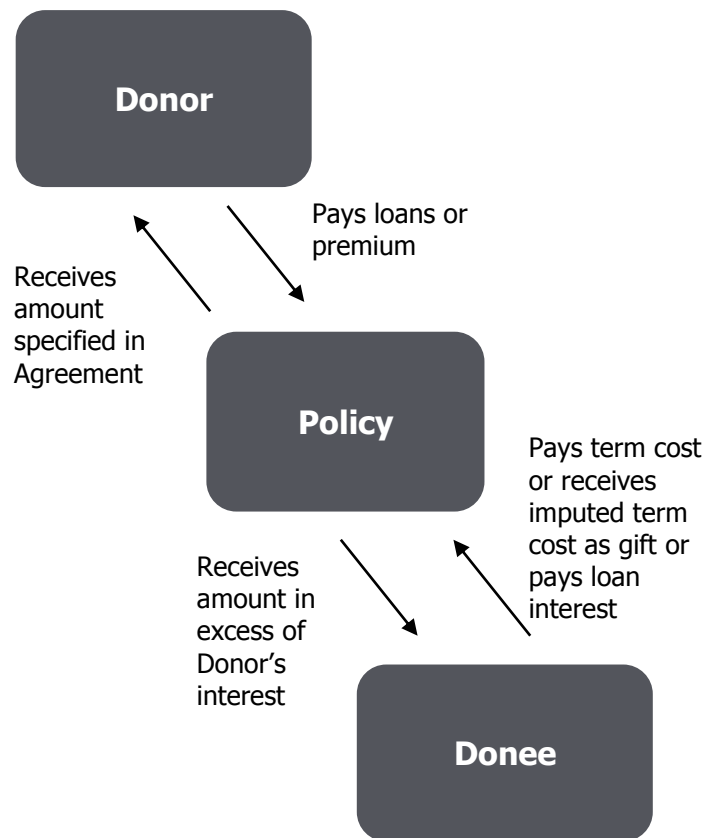 Donor
Pays loans or
premium
Receives
amount
specified in
Agreement
Policy
Pays term cost
or receives
imputed term
cost as gift or
pays loan
interest
Receives
amount in
excess of
Donor’s
interest
Donee